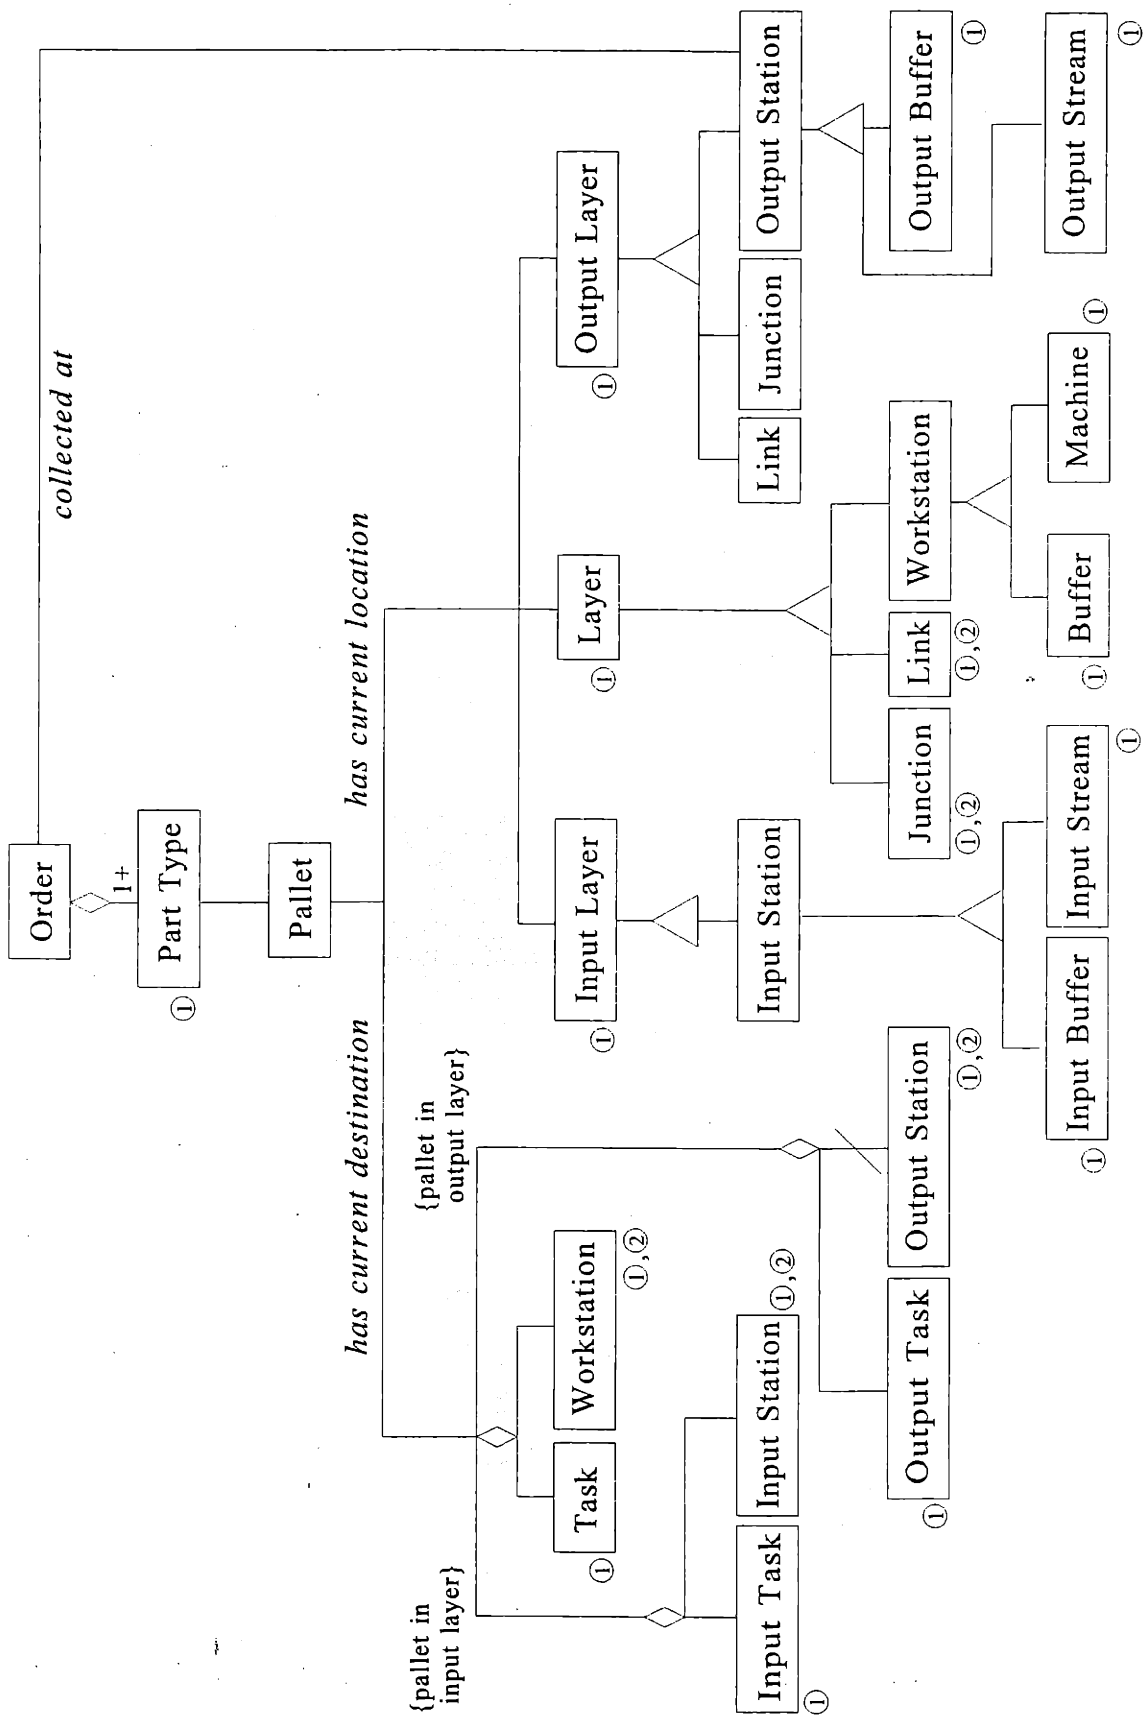 Order
collected at
1+
Part Type
①
Pallet
has current destination
has current location
{pallet in
input layer}
{pallet in
output layer}
Task
①
Workstation
①,②
Input Layer
①
Layer
①
Output Layer
①
Input Task
①
Input Station
①,②
Input Station
Link
Junction
Output Station
Output Task
①
Output Station
①,②
Junction
①,②
Link
①,②
Workstation
Output Buffer
①
Input Buffer
①
Input Stream
①
Buffer
①
Machine
①
Output Stream
①